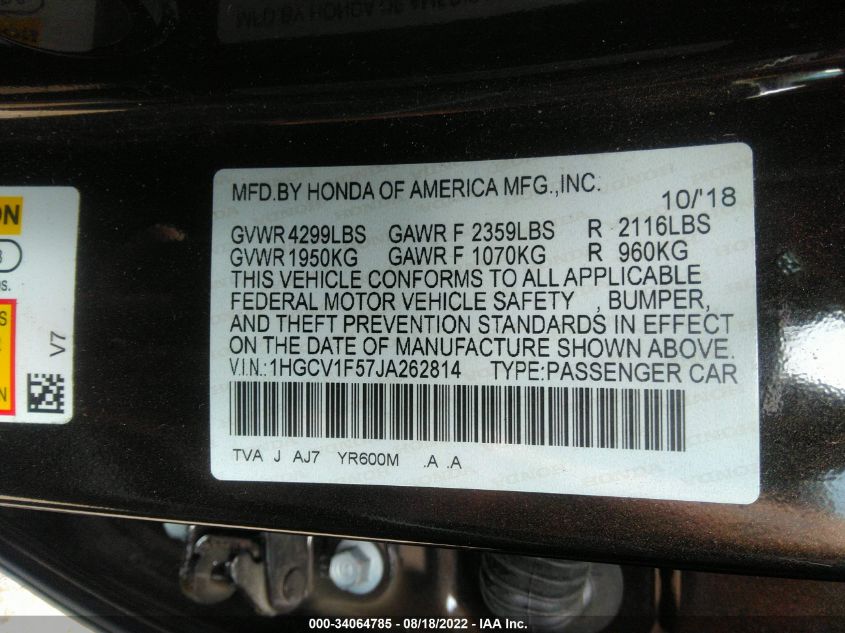 MFD.BY HONDA OF AMERICA MFG.,INC.
10/'18
GVWR 4299LBS GAWR F 2359LBS R 2116LBS
GVWR 1950KG GAWR F 1070KG R 960KG
THIS VEHICLE CONFORMS TO ALL APPLICABLE
FEDERAL MOTOR VEHICLE SAFETY , BUMPER,
AND THEFT PREVENTION STANDARDS IN EFFECT
ON THE DATE OF MANUFACTURE SHOWN ABOVE.
V.I.N.:1HGCV1F57JA262814 TYPE:PASSENGER CAR
TVA J AJ7 YR600M .A .A
V7
000-34064785 - 08/18/2022 - IAA Inc.